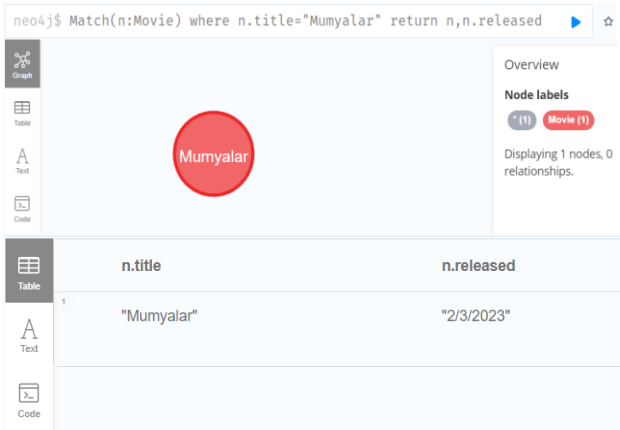 neo4j$ Match(n:Movie) where n.title="Mumyalar" return n,n.released
Graph
Table
A
Text
Code
Mumyalar
Overview
Node labels
* (1) Movie (1)
Displaying 1 nodes, 0
relationships.
Table
A
Text
Code
n.title n.released
1
"Mumyalar" "2/3/2023"